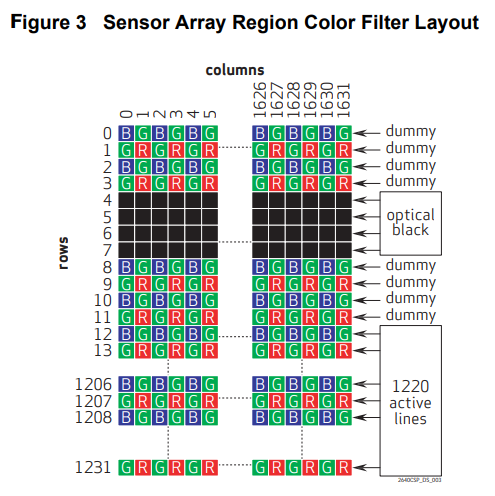 Figure 3 Sensor Array Region Color Filter Layout
columns
0 1 2 3 4 5 1626 1627 1628 1629 1630 1631
rows
0 B G B G B G B G B G B G dummy
1 G R G R G R G R G R G R dummy
2 B G B G B G B G B G B G dummy
3 G R G R G R G R G R G R dummy
4
5 optical
6 black
7
8 B G B G B G B G B G B G dummy
9 G R G R G R G R G R G R dummy
10 B G B G B G B G B G B G dummy
11 G R G R G R G R G R G R dummy
12 B G B G B G B G B G B G
13 G R G R G R G R G R G R
1206 B G B G B G B G B G B G 1220
1207 G R G R G R G R G R G R active
1208 B G B G B G B G B G B G lines
1231 G R G R G R G R G R G R
2640CSP_DS_003